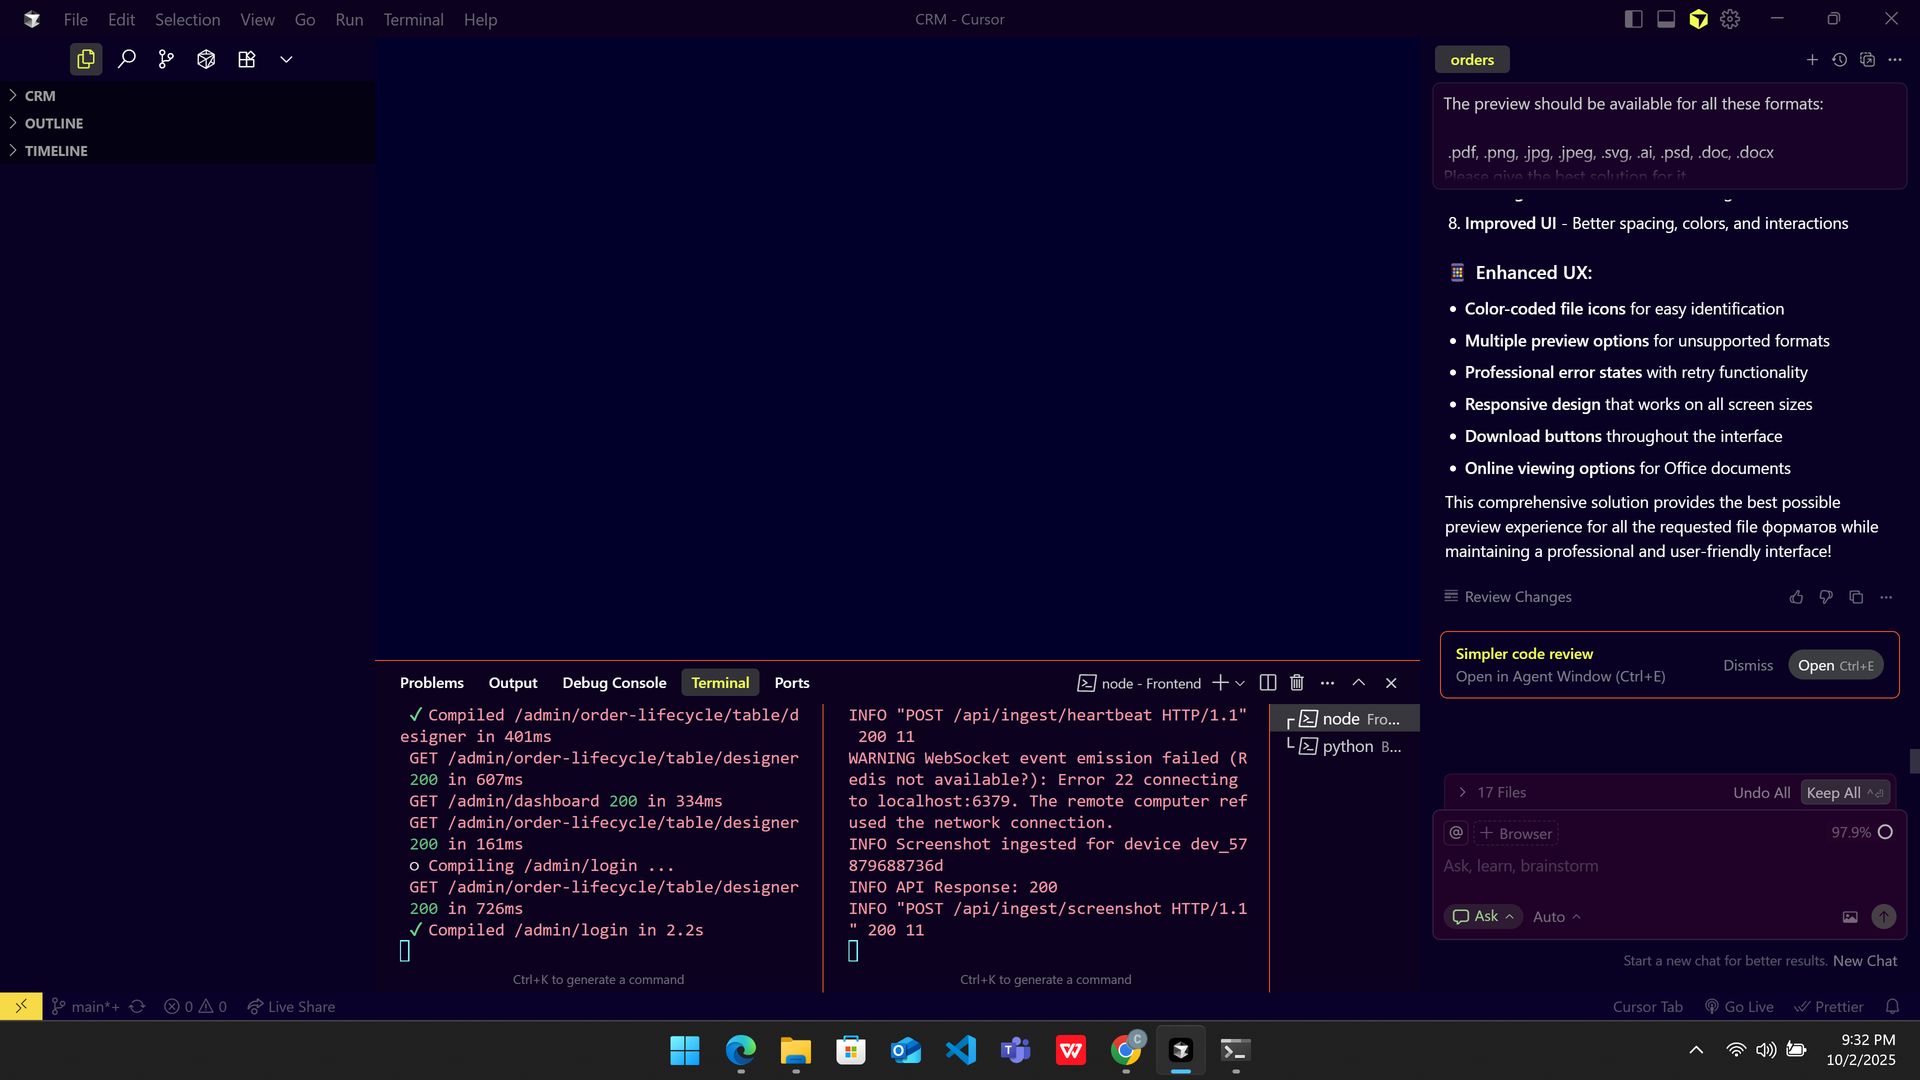 File Edit Selection View Go Run Terminal Help
CRM - Cursor
CRM
OUTLINE
TIMELINE
orders
The preview should be available for all these formats:
.pdf, .png, .jpg, .jpeg, .svg, .ai, .psd, .doc, .docx
Please give the best solution for it
8. Improved UI - Better spacing, colors, and interactions
Enhanced UX:
• Color-coded file icons for easy identification
• Multiple preview options for unsupported formats
• Professional error states with retry functionality
• Responsive design that works on all screen sizes
• Download buttons throughout the interface
• Online viewing options for Office documents
This comprehensive solution provides the best possible
preview experience for all the requested file форматов while
maintaining a professional and user-friendly interface!
Review Changes
Simpler code review
Open in Agent Window (Ctrl+E)
Dismiss
Open Ctrl+E
17 Files
Undo All
Keep All
@
Browser
97.9%
Ask, learn, brainstorm
Ask
Auto
Start a new chat for better results. New Chat
Problems Output Debug Console Terminal Ports
node - Frontend
✓ Compiled /admin/order-lifecycle/table/d
esigner in 401ms
GET /admin/order-lifecycle/table/designer
200 in 607ms
GET /admin/dashboard 200 in 334ms
GET /admin/order-lifecycle/table/designer
200 in 161ms
○ Compiling /admin/login ...
GET /admin/order-lifecycle/table/designer
200 in 726ms
✓ Compiled /admin/login in 2.2s
Ctrl+K to generate a command
INFO "POST /api/ingest/heartbeat HTTP/1.1"
200 11
WARNING WebSocket event emission failed (R
edis not available?): Error 22 connecting
to localhost:6379. The remote computer ref
used the network connection.
INFO Screenshot ingested for device dev_57
879688736d
INFO API Response: 200
INFO "POST /api/ingest/screenshot HTTP/1.1
" 200 11
Ctrl+K to generate a command
node Fro...
python B...
main*+
0
0
Live Share
Cursor Tab
Go Live
Prettier
C
9:32 PM
10/2/2025